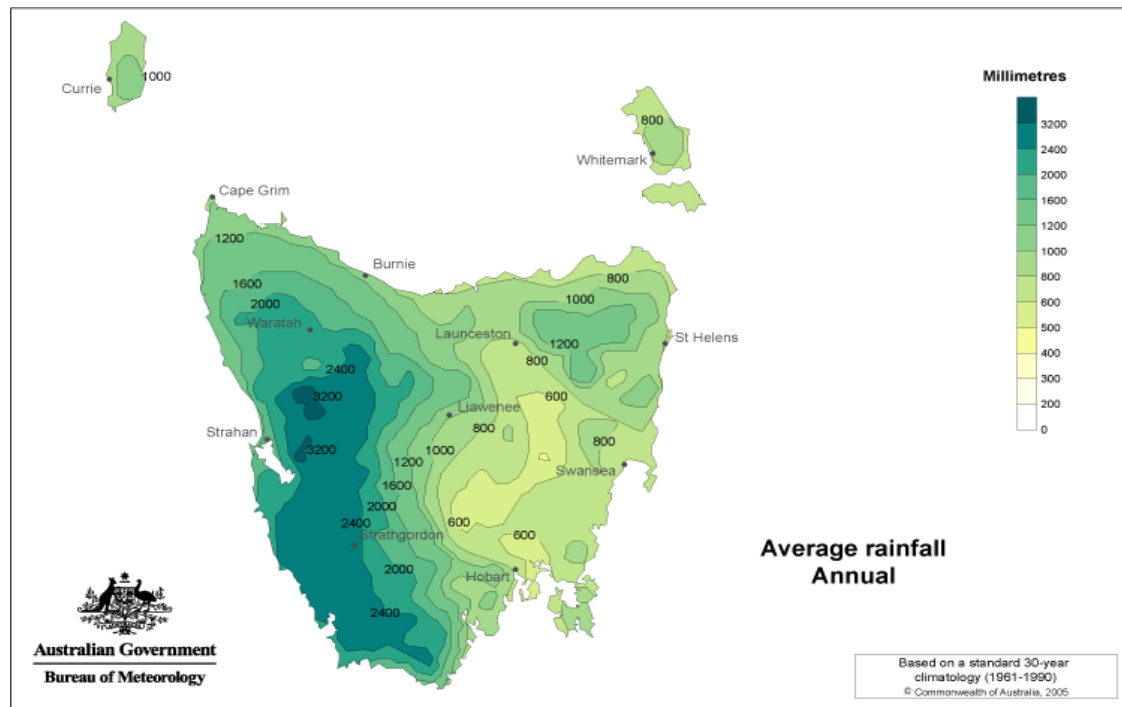 1000
Currie
800
Whitemark
Cape Grim
1200
Burnie
1600
2000
Waratah
2400
3200
Strahan
3200
800
1000
Launceston
1200
St Helens
800
600
Liawenee
800
1000
800
1200
Swansea
1600
2000
600
2400
Strathgordon
600
2000
Hobart
2400
Millimetres
3200
2400
2000
1600
1200
1000
800
600
500
400
300
200
0
Average rainfall
Annual
Australian Government
Bureau of Meteorology
Based on a standard 30-year
climatology (1961-1990)
© Commonwealth of Australia, 2005